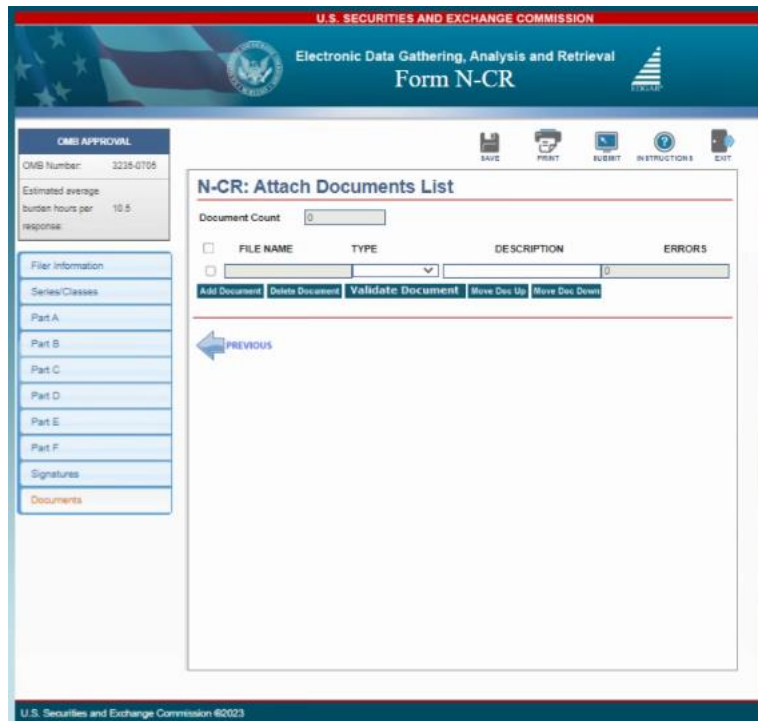 U.S. SECURITIES AND EXCHANGE COMMISSION
Electronic Data Gathering, Analysis and Retrieval
Form N-CR
EDGAR
OMB APPROVAL
OMB Number: 3235-0705
Estimated average burden hours per response: 10.5
SAVE PRINT SUBMIT INSTRUCTIONS EXIT
N-CR: Attach Documents List
Document Count 0
FILE NAME TYPE DESCRIPTION ERRORS
0
Add Document Delete Document Validate Document Move Doc Up Move Doc Down
PREVIOUS
Filer Information
Series/Classes
Part A
Part B
Part C
Part D
Part E
Part F
Signatures
Documents
U.S. Securities and Exchange Commission ©2023